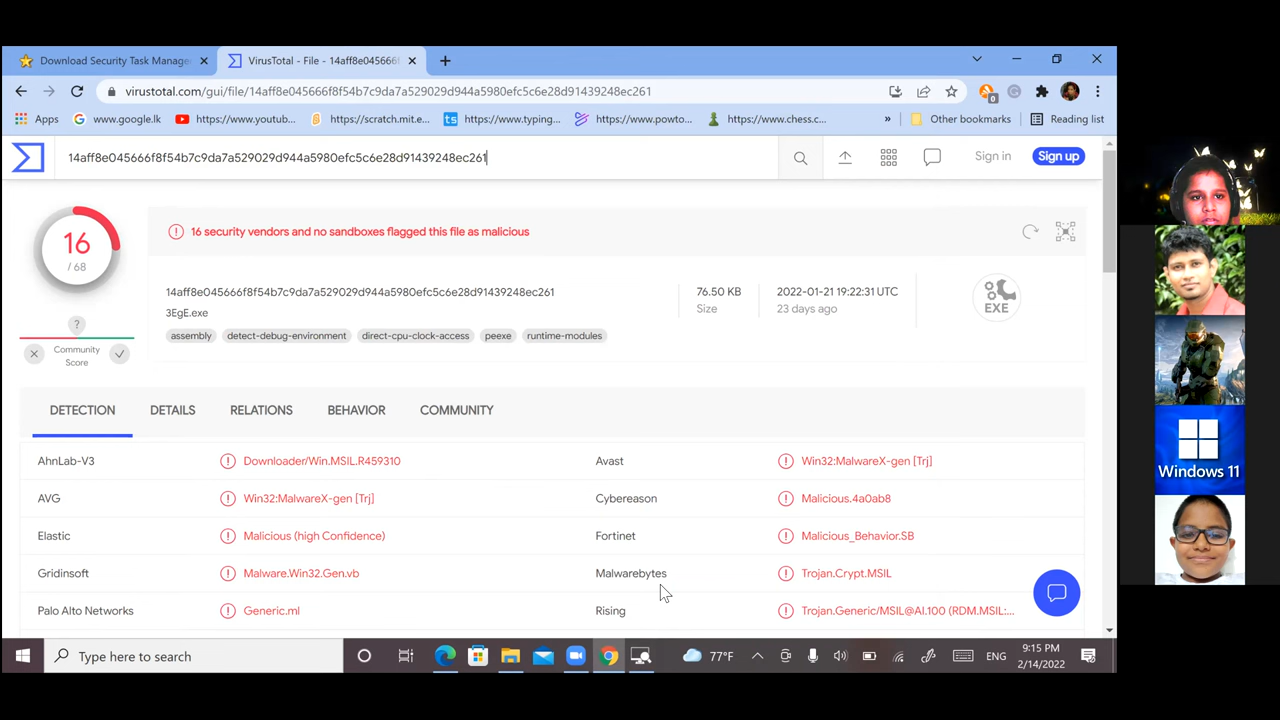 Download Security Task Manage
VirusTotal - File - 14aff8e045666f8
virustotal.com/gui/file/14aff8e045666f8f54b7c9da7a529029d944a5980efc5c6e28d91439248ec261
0
Apps
www.google.lk
https://www.youtub...
https://scratch.mit.e...
ts
https://www.typing...
https://www.powto...
https://www.chess.c...
»
Other bookmarks
Reading list
14aff8e045666f8f54b7c9da7a529029d944a5980efc5c6e28d91439248ec261
Sign in
Sign up
16
/ 68
?
Community
Score
16 security vendors and no sandboxes flagged this file as malicious
14aff8e045666f8f54b7c9da7a529029d944a5980efc5c6e28d91439248ec261
3EgE.exe
76.50 KB
Size
2022-01-21 19:22:31 UTC
23 days ago
EXE
assembly
detect-debug-environment
direct-cpu-clock-access
peexe
runtime-modules
DETECTION
DETAILS
RELATIONS
BEHAVIOR
COMMUNITY
AhnLab-V3
Downloader/Win.MSIL.R459310
Avast
Win32:MalwareX-gen [Trj]
AVG
Win32:MalwareX-gen [Trj]
Cybereason
Malicious.4a0ab8
Elastic
Malicious (high Confidence)
Fortinet
Malicious_Behavior.SB
Gridinsoft
Malware.Win32.Gen.vb
Malwarebytes
Trojan.Crypt.MSIL
Palo Alto Networks
Generic.ml
Rising
Trojan.Generic/MSIL@AI.100 (RDM.MSIL:...
Type here to search
77°F
ENG
9:15 PM
2/14/2022
Windows 11